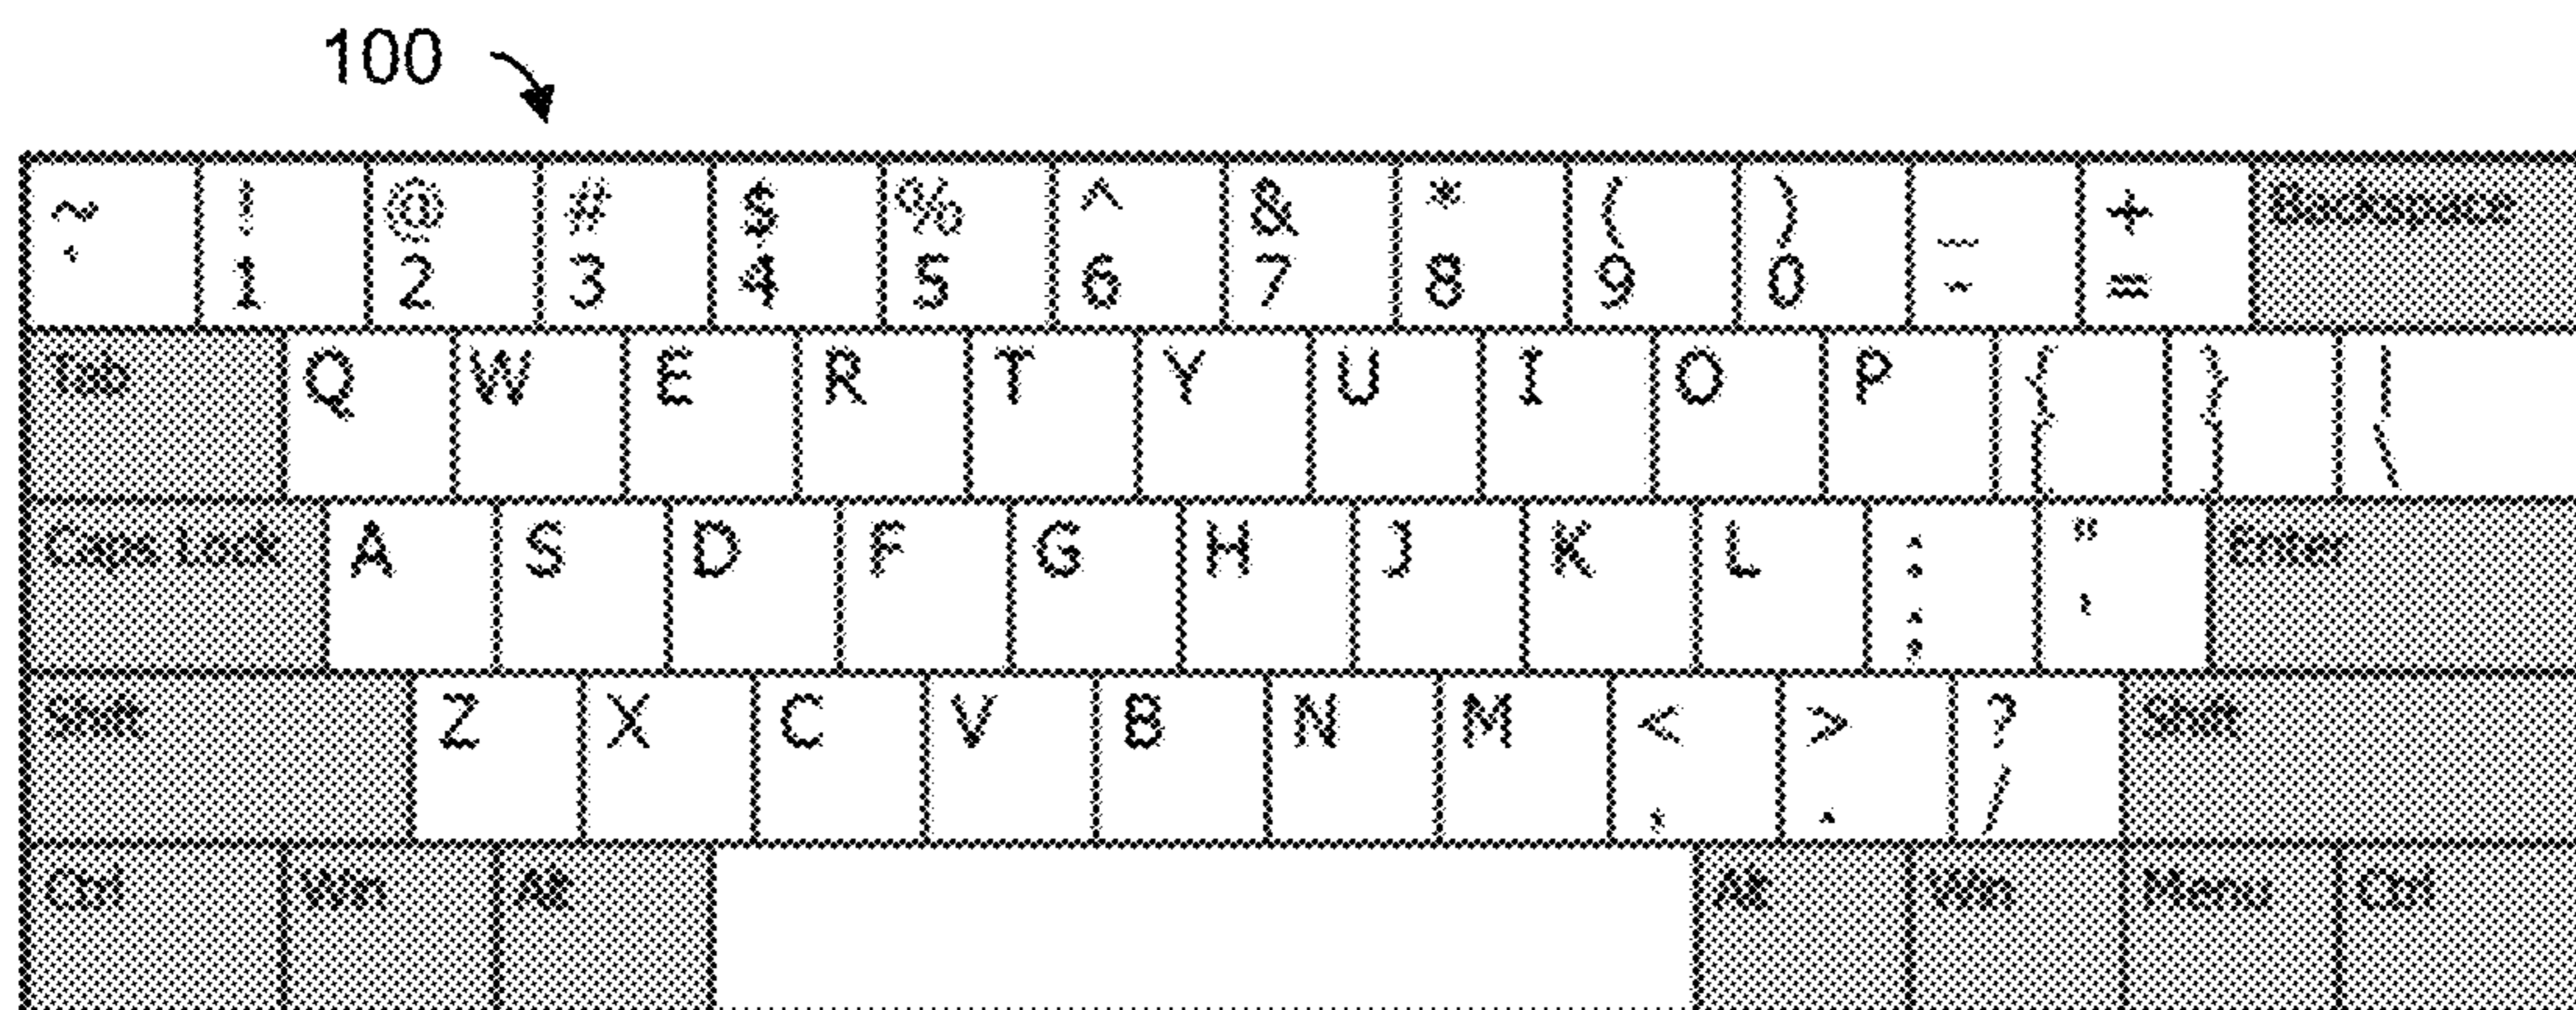 100
~ ! @ # $ % ^ & * ( ) _ + Backspace
` 1 2 3 4 5 6 7 8 9 0 - =
Tab Q W E R T Y U I O P { } |
[ ] \
Caps Lock A S D F G H J K L : " Enter
; '
Shift Z X C V B N M < > ? Shift
, . /
Ctrl Win Alt Alt Win Menu Ctrl